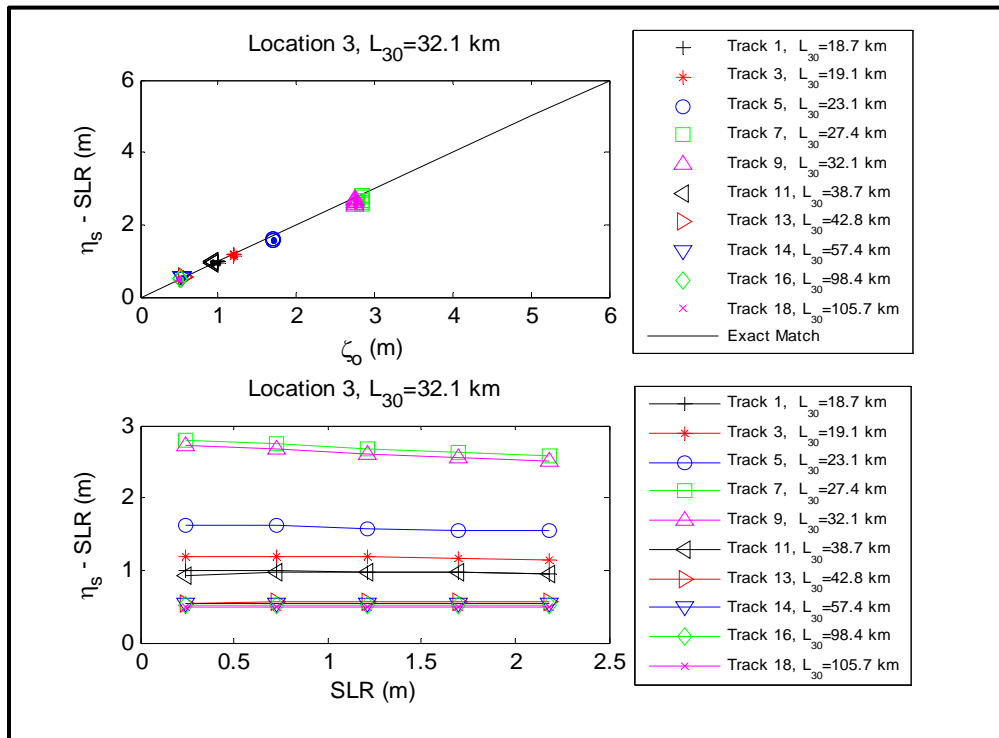 Location 3, L30=32.1 km
ηs - SLR (m)
6
4
2
0
0 1 2 3 4 5 6
ζo (m)
Track 1, L30=18.7 km
Track 3, L30=19.1 km
Track 5, L30=23.1 km
Track 7, L30=27.4 km
Track 9, L30=32.1 km
Track 11, L30=38.7 km
Track 13, L30=42.8 km
Track 14, L30=57.4 km
Track 16, L30=98.4 km
Track 18, L30=105.7 km
Exact Match
Location 3, L30=32.1 km
ηs - SLR (m)
3
2
1
0
0 0.5 1 1.5 2 2.5
SLR (m)
Track 1, L30=18.7 km
Track 3, L30=19.1 km
Track 5, L30=23.1 km
Track 7, L30=27.4 km
Track 9, L30=32.1 km
Track 11, L30=38.7 km
Track 13, L30=42.8 km
Track 14, L30=57.4 km
Track 16, L30=98.4 km
Track 18, L30=105.7 km